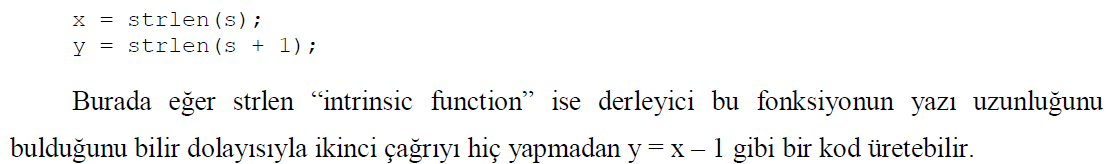 x = strlen(s);
y = strlen(s + 1);
Burada eğer strlen “intrinsic function” ise derleyici bu fonksiyonun yazı uzunluğunu
bulduğunu bilir dolayısıyla ikinci çağrıyı hiç yapmadan y = x – 1 gibi bir kod üretebilir.